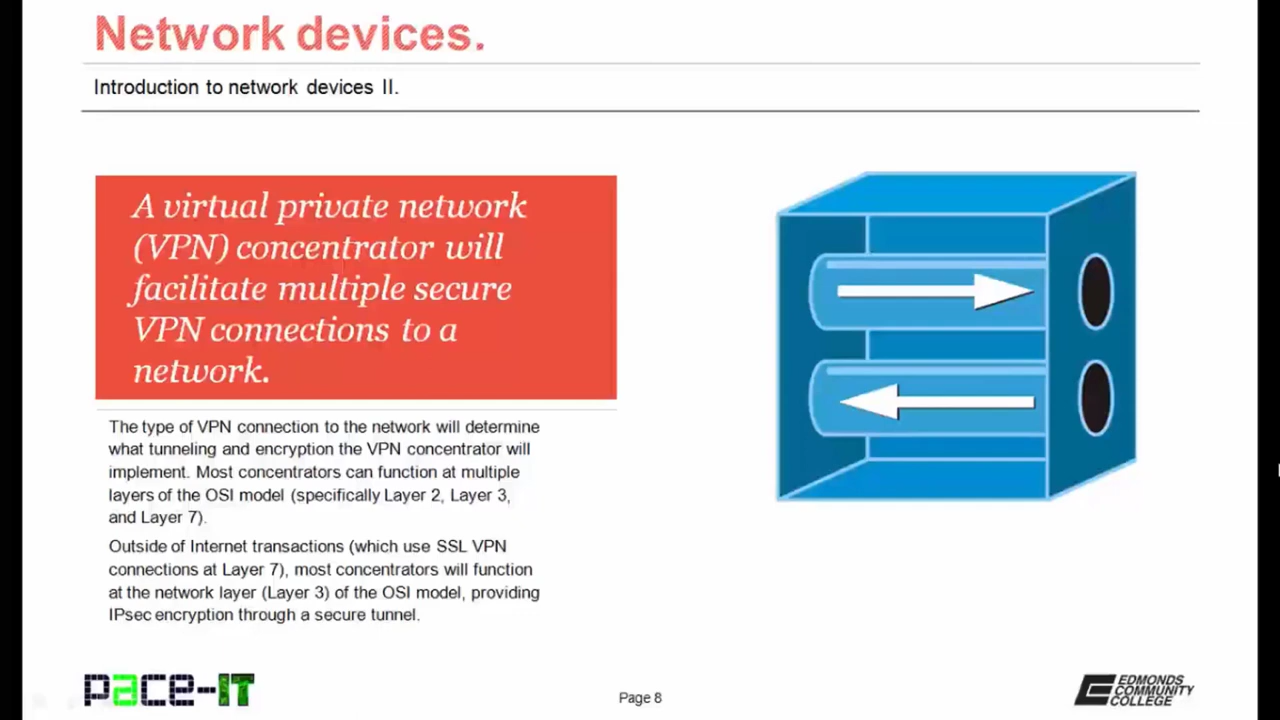 Network devices.
Introduction to network devices II.
A virtual private network
(VPN) concentrator will
facilitate multiple secure
VPN connections to a
network.
The type of VPN connection to the network will determine
what tunneling and encryption the VPN concentrator will
implement. Most concentrators can function at multiple
layers of the OSI model (specifically Layer 2, Layer 3,
and Layer 7).
Outside of Internet transactions (which use SSL VPN
connections at Layer 7), most concentrators will function
at the network layer (Layer 3) of the OSI model, providing
IPsec encryption through a secure tunnel.
pace-IT
Page 8
EDMONDS
COMMUNITY
COLLEGE